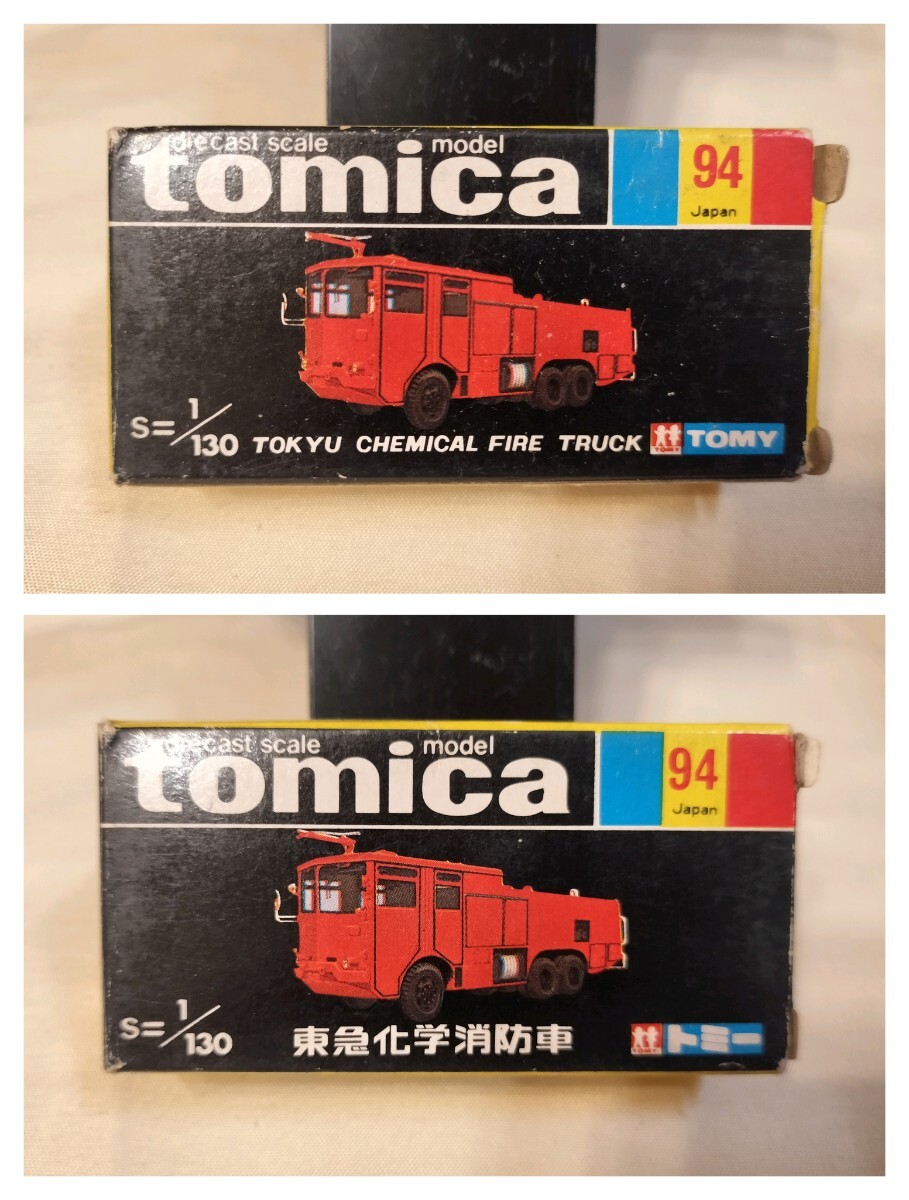 diecast scale model
tomica
94
Japan
S=1/130 TOKYU CHEMICAL FIRE TRUCK TOMY TOMY
diecast scale model
tomica
94
Japan
S=1/130 東急化学消防車 TOMY トミー